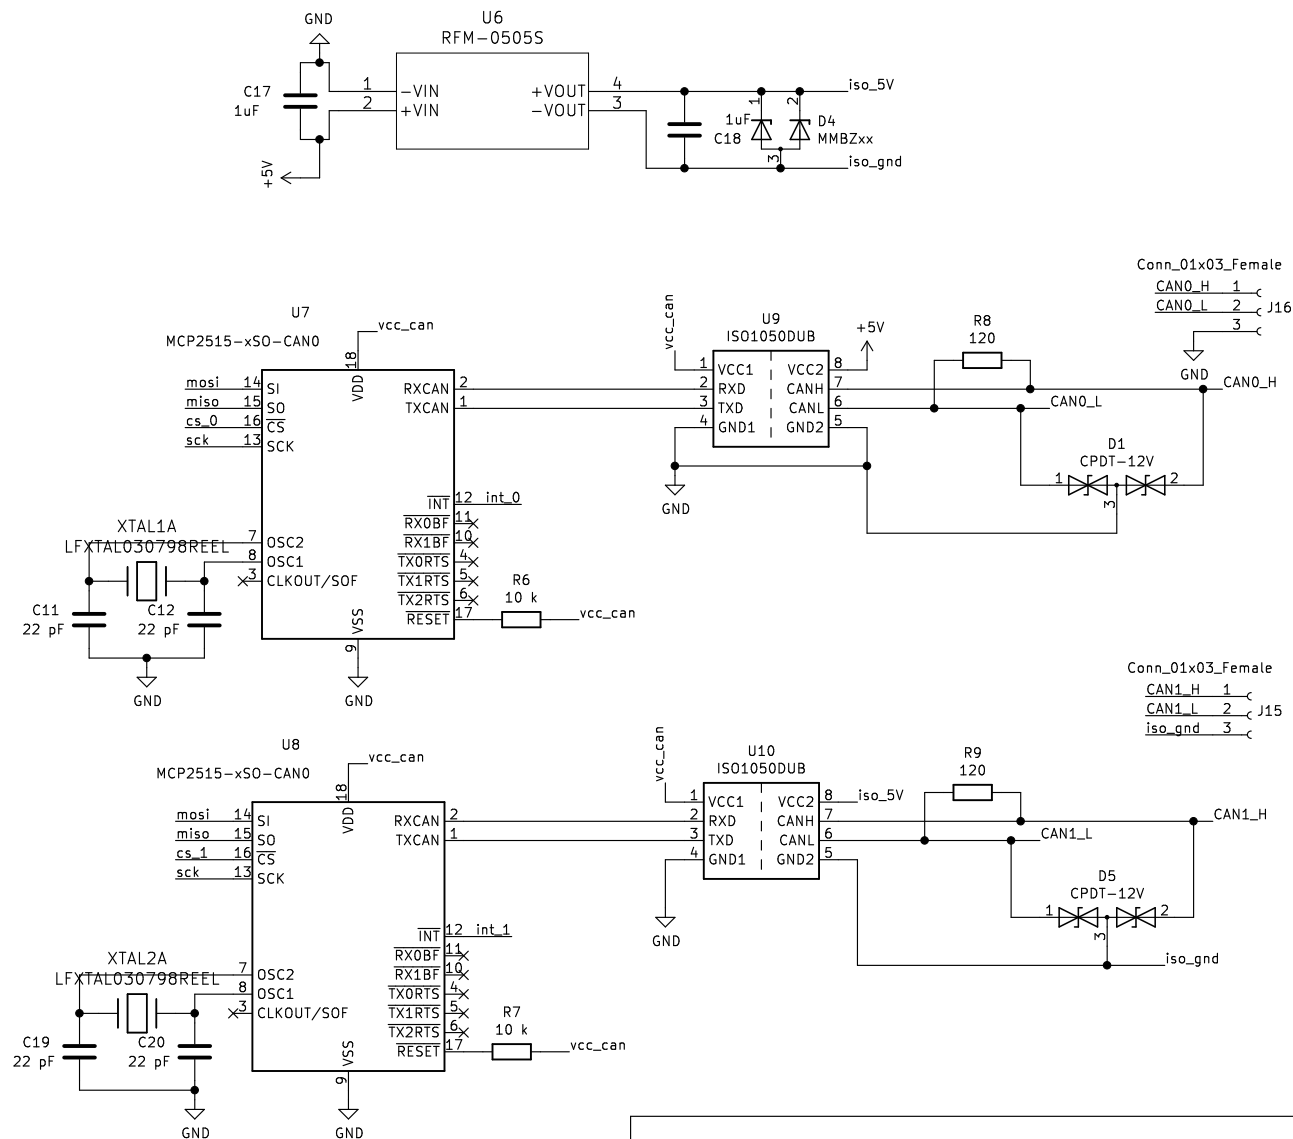 GND
U6
RFM-0505S
C17
1uF
1
-VIN
2
+VIN
+VOUT
4
-VOUT
3
iso_5V
1uF
C18
1
2
D4
MMBZxx
3
iso_gnd
+5V
Conn_01x03_Female
CAN0_H 1
CAN0_L 2
J16
3
GND
U7
MCP2515-xSO-CAN0
vcc_can
18
VDD
mosi 14 SI
miso 15 SO
cs_0 16 CS
sck 13 SCK
RXCAN 2
TXCAN 1
INT 12 int_0
RX0BF 11
RX1BF 10
TX0RTS 4
TX1RTS 5
TX2RTS 6
RESET 17
7 OSC2
8 OSC1
3 CLKOUT/SOF
VSS
9
GND
XTAL1A
LFXTAL030798REEL
C11
22 pF
C12
22 pF
GND
R6
10 k
vcc_can
vcc_can
U9
ISO1050DUB
+5V
1 VCC1
2 RXD
3 TXD
4 GND1
VCC2 8
CANH 7
CANL 6
GND2 5
GND
R8
120
CAN0_H
CAN0_L
D1
CPDT-12V
1
2
3
Conn_01x03_Female
CAN1_H 1
CAN1_L 2
J15
iso_gnd 3
U8
MCP2515-xSO-CAN0
vcc_can
18
VDD
mosi 14 SI
miso 15 SO
cs_1 16 CS
sck 13 SCK
RXCAN 2
TXCAN 1
INT 12 int_1
RX0BF 11
RX1BF 10
TX0RTS 4
TX1RTS 5
TX2RTS 6
RESET 17
7 OSC2
8 OSC1
3 CLKOUT/SOF
VSS
9
GND
XTAL2A
LFXTAL030798REEL
C19
22 pF
C20
22 pF
GND
R7
10 k
vcc_can
vcc_can
U10
ISO1050DUB
1 VCC1
2 RXD
3 TXD
4 GND1
VCC2 8
iso_5V
CANH 7
CANL 6
GND2 5
GND
R9
120
CAN1_H
CAN1_L
D5
CPDT-12V
1
2
3
iso_gnd